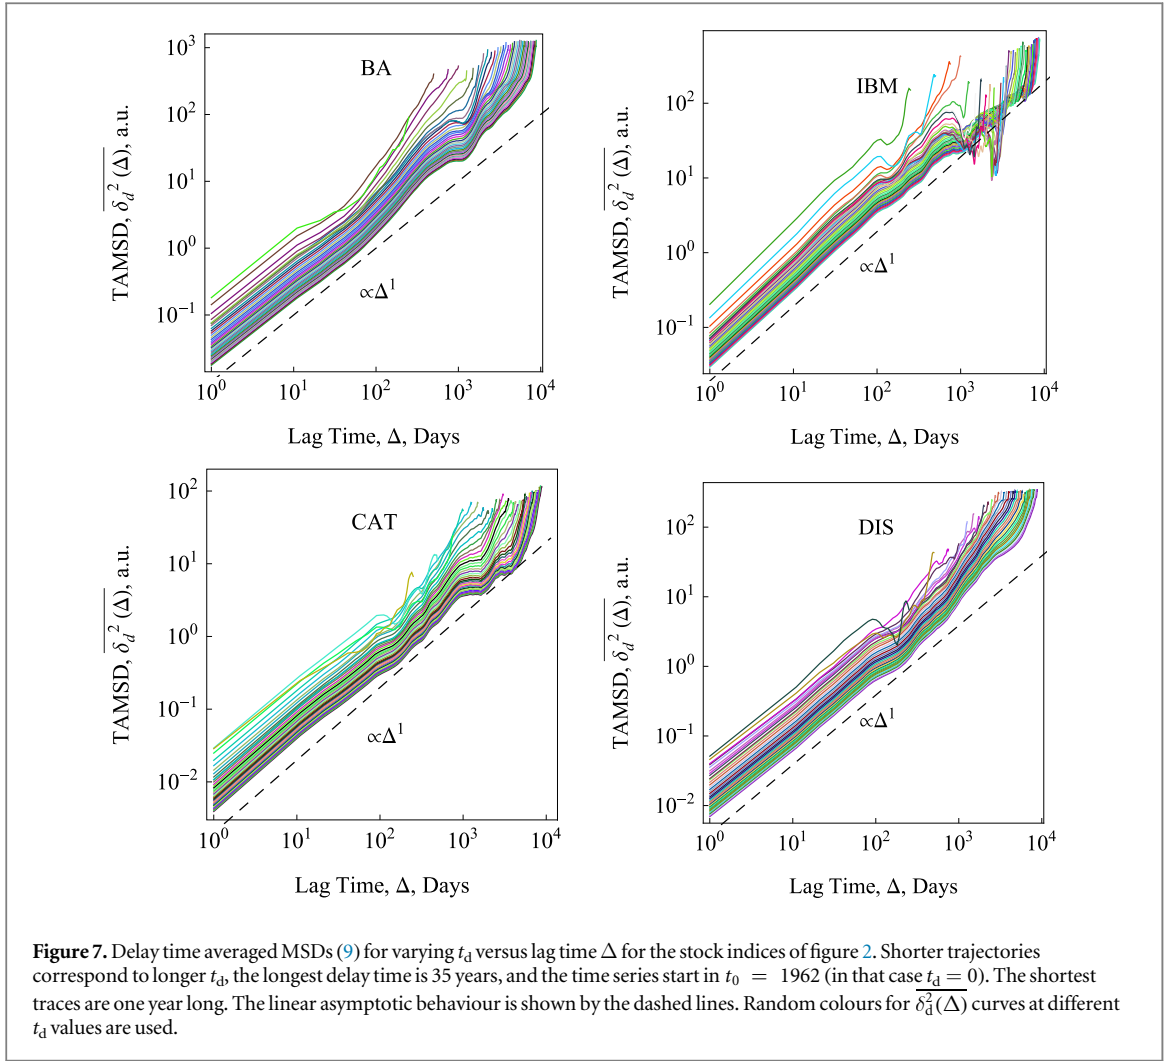 BA
TAMSD, δ_d² (Δ), a.u.
10³
10²
10¹
10⁰
10⁻¹
∝Δ¹
10⁰ 10¹ 10² 10³ 10⁴
Lag Time, Δ, Days
IBM
TAMSD, δ_d² (Δ), a.u.
10²
10¹
10⁰
10⁻¹
∝Δ¹
10⁰ 10¹ 10² 10³ 10⁴
Lag Time, Δ, Days
CAT
TAMSD, δ_d² (Δ), a.u.
10²
10¹
10⁰
10⁻¹
10⁻²
∝Δ¹
10⁰ 10¹ 10² 10³ 10⁴
Lag Time, Δ, Days
DIS
TAMSD, δ_d² (Δ), a.u.
10²
10¹
10⁰
10⁻¹
10⁻²
∝Δ¹
10⁰ 10¹ 10² 10³ 10⁴
Lag Time, Δ, Days
Figure 7. Delay time averaged MSDs (9) for varying t_d versus lag time Δ for the stock indices of figure 2. Shorter trajectories
correspond to longer t_d, the longest delay time is 35 years, and the time series start in t₀ = 1962 (in that case t_d = 0). The shortest
traces are one year long. The linear asymptotic behaviour is shown by the dashed lines. Random colours for δ_d²(Δ) curves at different
t_d values are used.